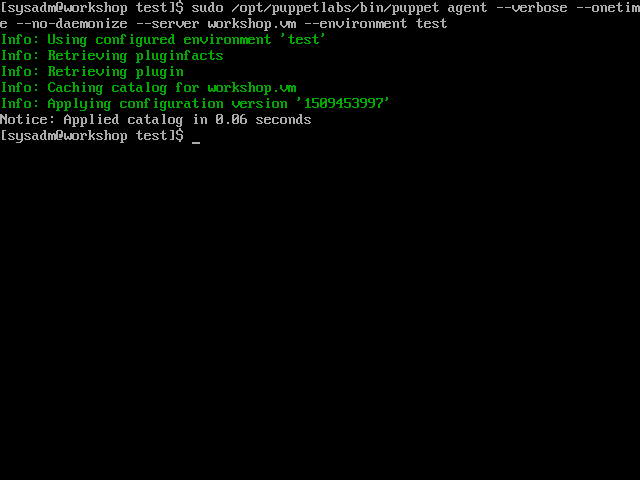 [sysadm@workshop test]$ sudo /opt/puppetlabs/bin/puppet agent --verbose --onetim
e --no-daemonize --server workshop.vm --environment test
Info: Using configured environment 'test'
Info: Retrieving pluginfacts
Info: Retrieving plugin
Info: Caching catalog for workshop.vm
Info: Applying configuration version '1509453997'
Notice: Applied catalog in 0.06 seconds
[sysadm@workshop test]$ _